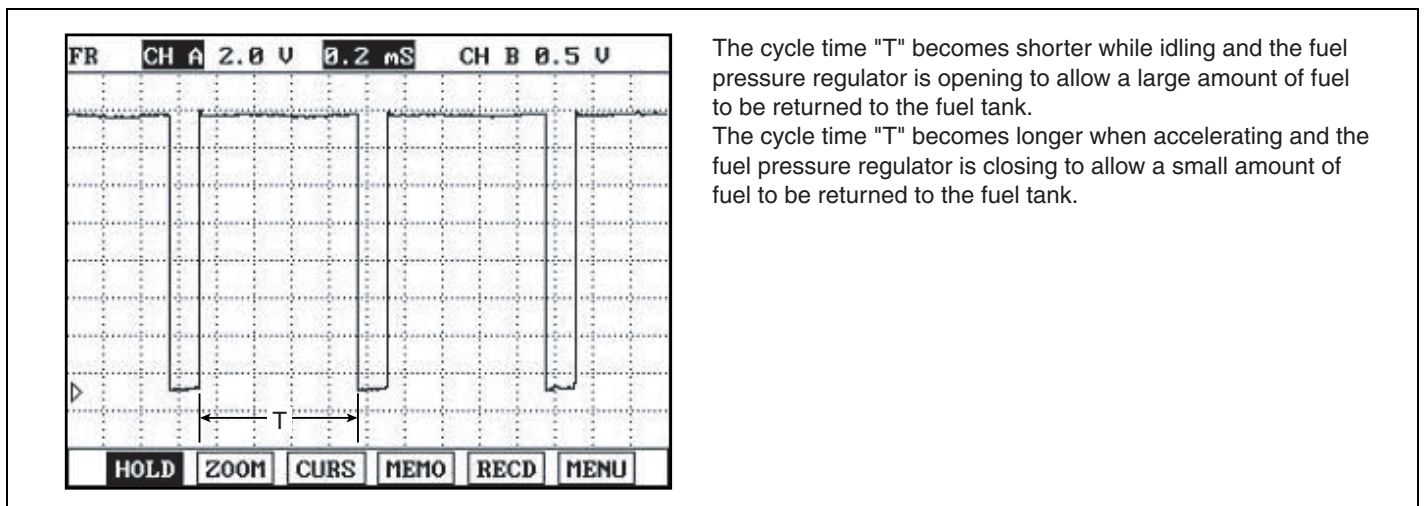 FR CH A 2.0 V 0.2 mS CH B 0.5 V
T
HOLD ZOOM CURS MEMO RECD MENU
The cycle time "T" becomes shorter while idling and the fuel
pressure regulator is opening to allow a large amount of fuel
to be returned to the fuel tank.
The cycle time "T" becomes longer when accelerating and the
fuel pressure regulator is closing to allow a small amount of
fuel to be returned to the fuel tank.